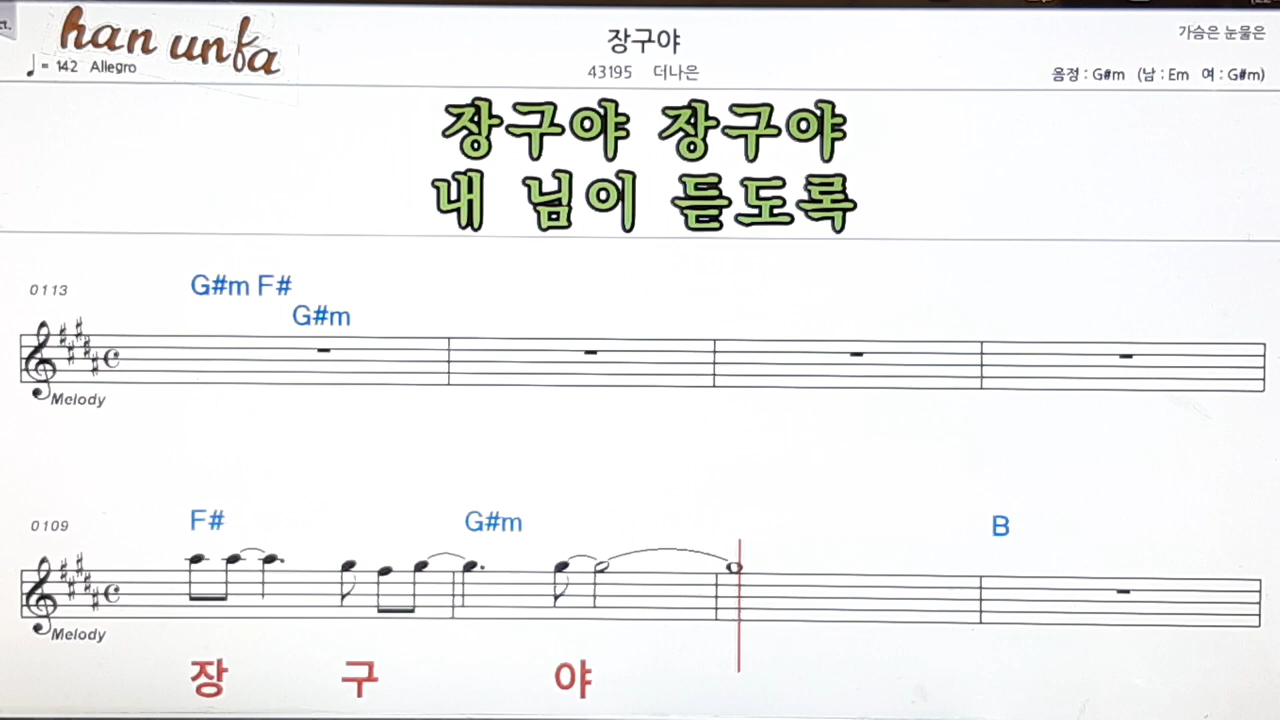 han unfa
♩ = 142 Allegro
장구야
43195 더나은
가슴은 눈물은
음정 : G#m (남 : Em 여 : G#m)
장구야 장구야
내 님이 듣도록
0113
G#m F#
G#m
Melody
0109
F# G#m B
Melody
장 구 야